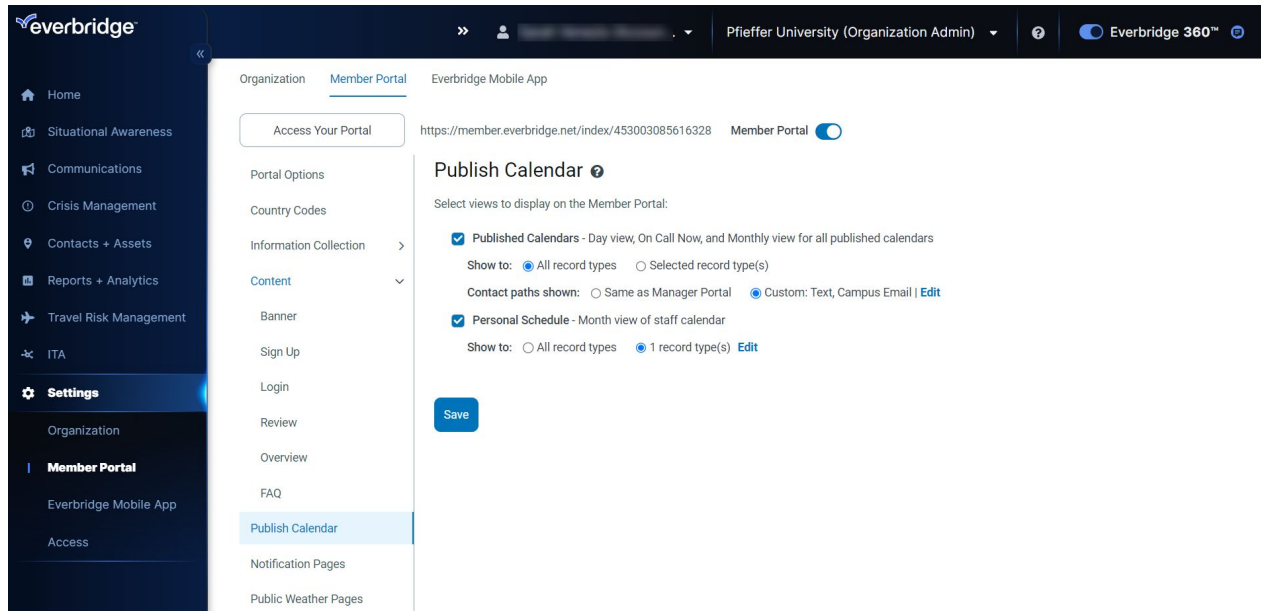 everbridge™
Pfieffer University (Organization Admin)
Everbridge 360™
Home
Situational Awareness
Communications
Crisis Management
Contacts + Assets
Reports + Analytics
Travel Risk Management
ITA
Settings
Organization
Member Portal
Everbridge Mobile App
Access
Organization Member Portal Everbridge Mobile App
Access Your Portal https://member.everbridge.net/index/453003085616328 Member Portal
Portal Options
Country Codes
Information Collection
Content
Banner
Sign Up
Login
Review
Overview
FAQ
Publish Calendar
Notification Pages
Public Weather Pages
Publish Calendar
Select views to display on the Member Portal:
Published Calendars - Day view, On Call Now, and Monthly view for all published calendars
Show to: All record types Selected record type(s)
Contact paths shown: Same as Manager Portal Custom: Text, Campus Email | Edit
Personal Schedule - Month view of staff calendar
Show to: All record types 1 record type(s) Edit
Save